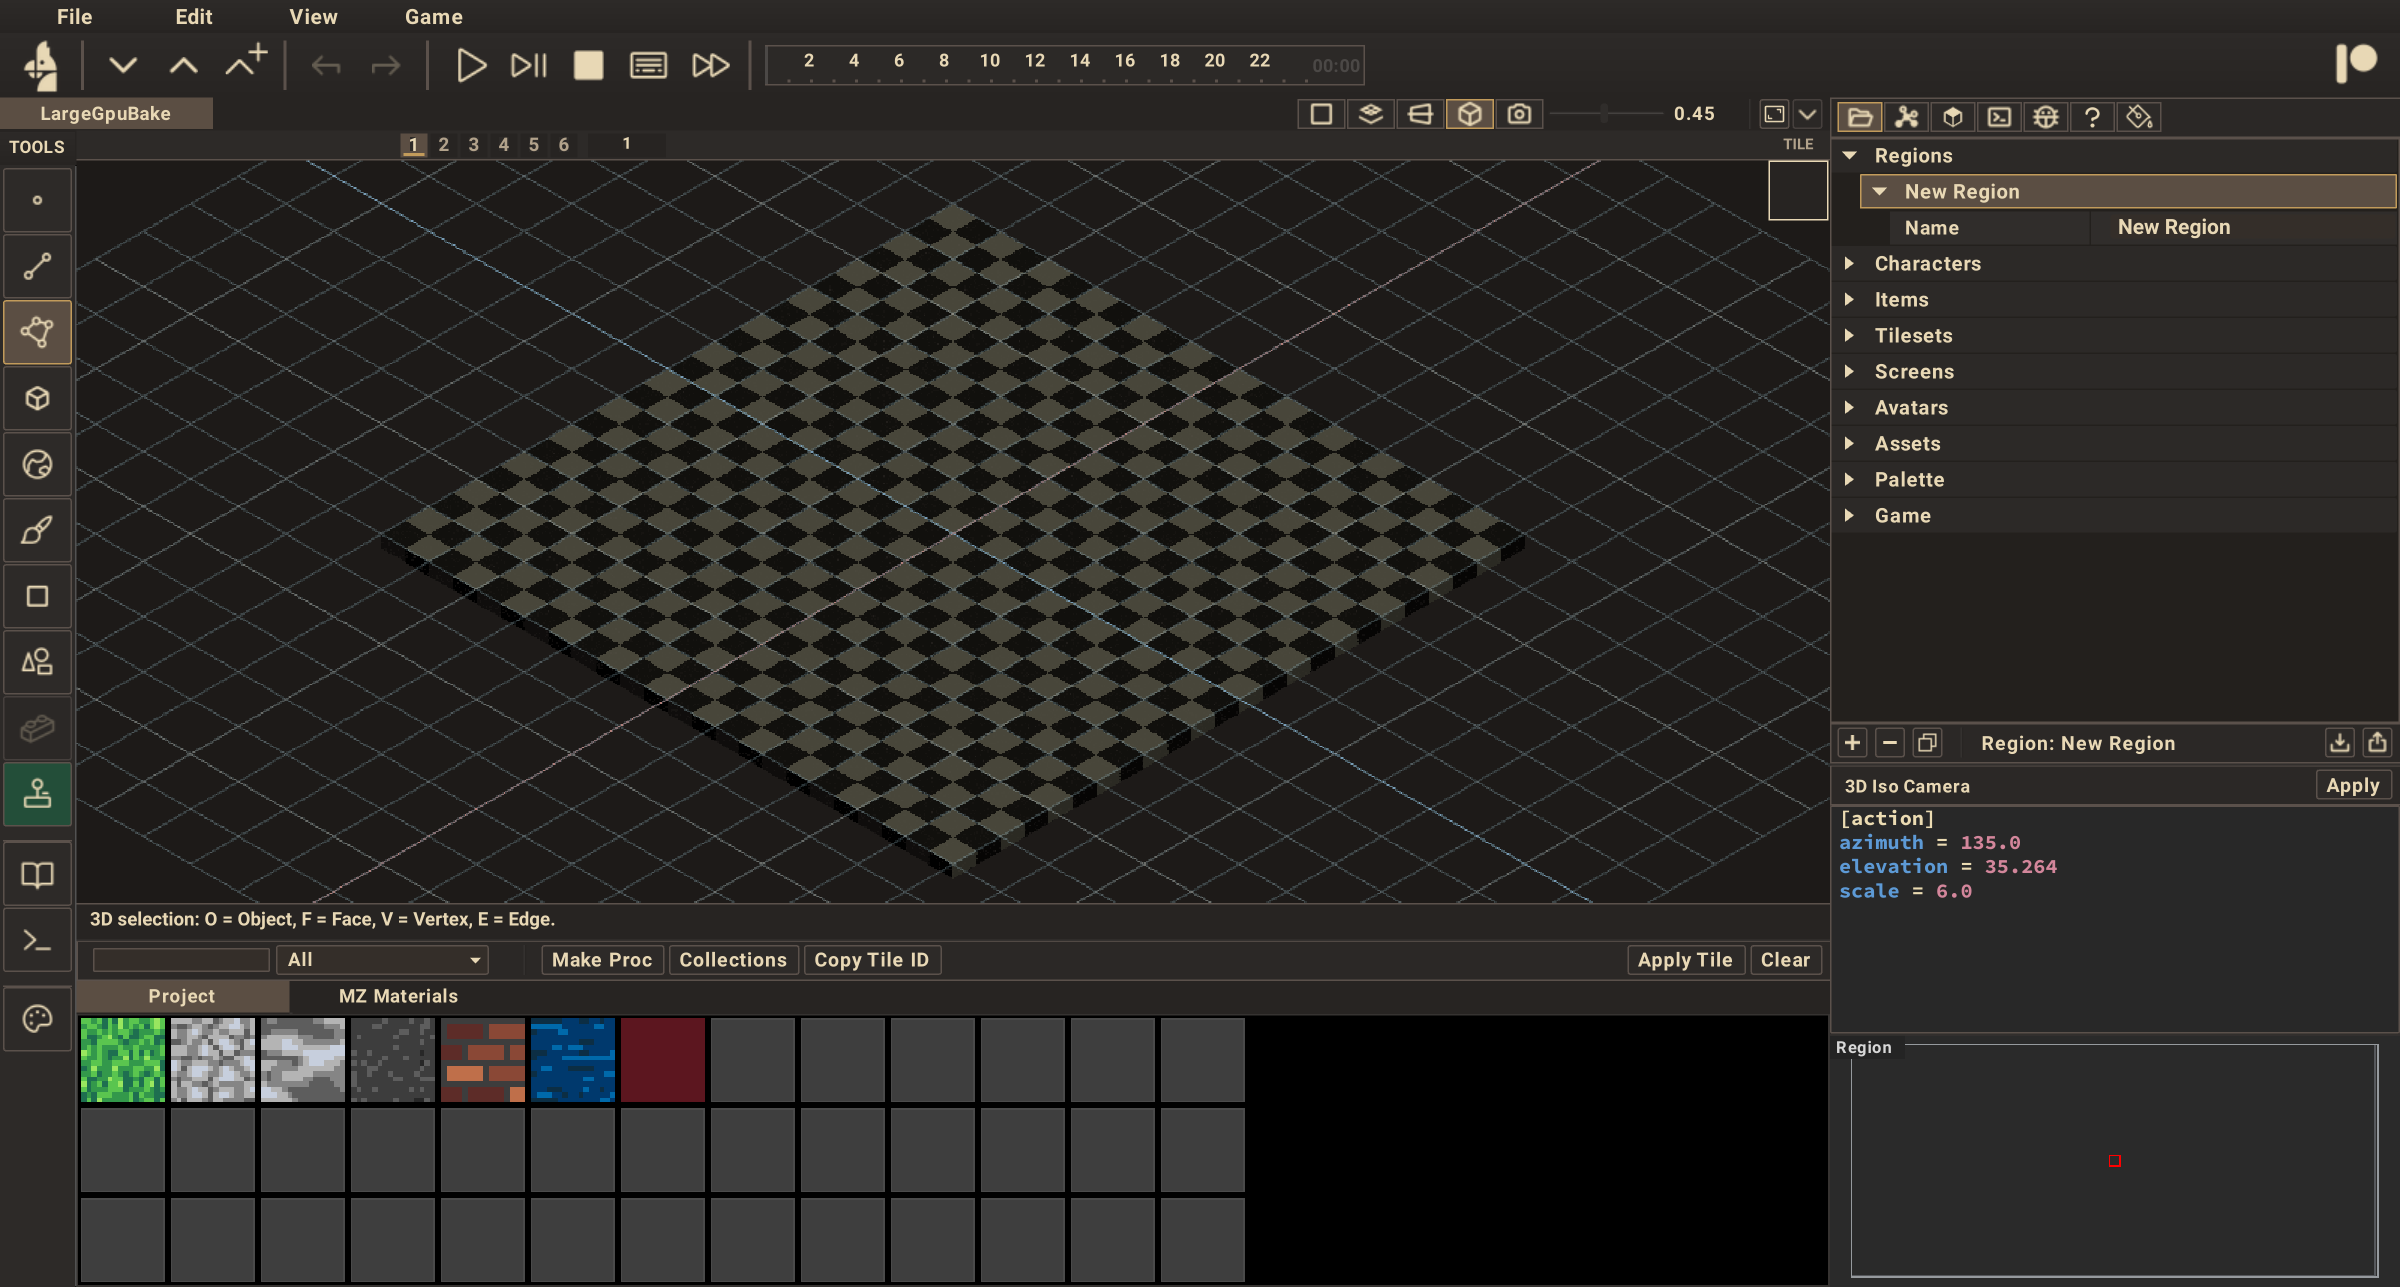 File Edit View Game
2 4 6 8 10 12 14 16 18 20 22 00:00
LargeGpuBake
0.45
TOOLS
1 2 3 4 5 6 1
TILE
Regions
New Region
Name New Region
Characters
Items
Tilesets
Screens
Avatars
Assets
Palette
Game
Region: New Region
3D Iso Camera Apply
[action]
azimuth = 135.0
elevation = 35.264
scale = 6.0
3D selection: O = Object, F = Face, V = Vertex, E = Edge.
All Make Proc Collections Copy Tile ID Apply Tile Clear
Project MZ Materials
Region